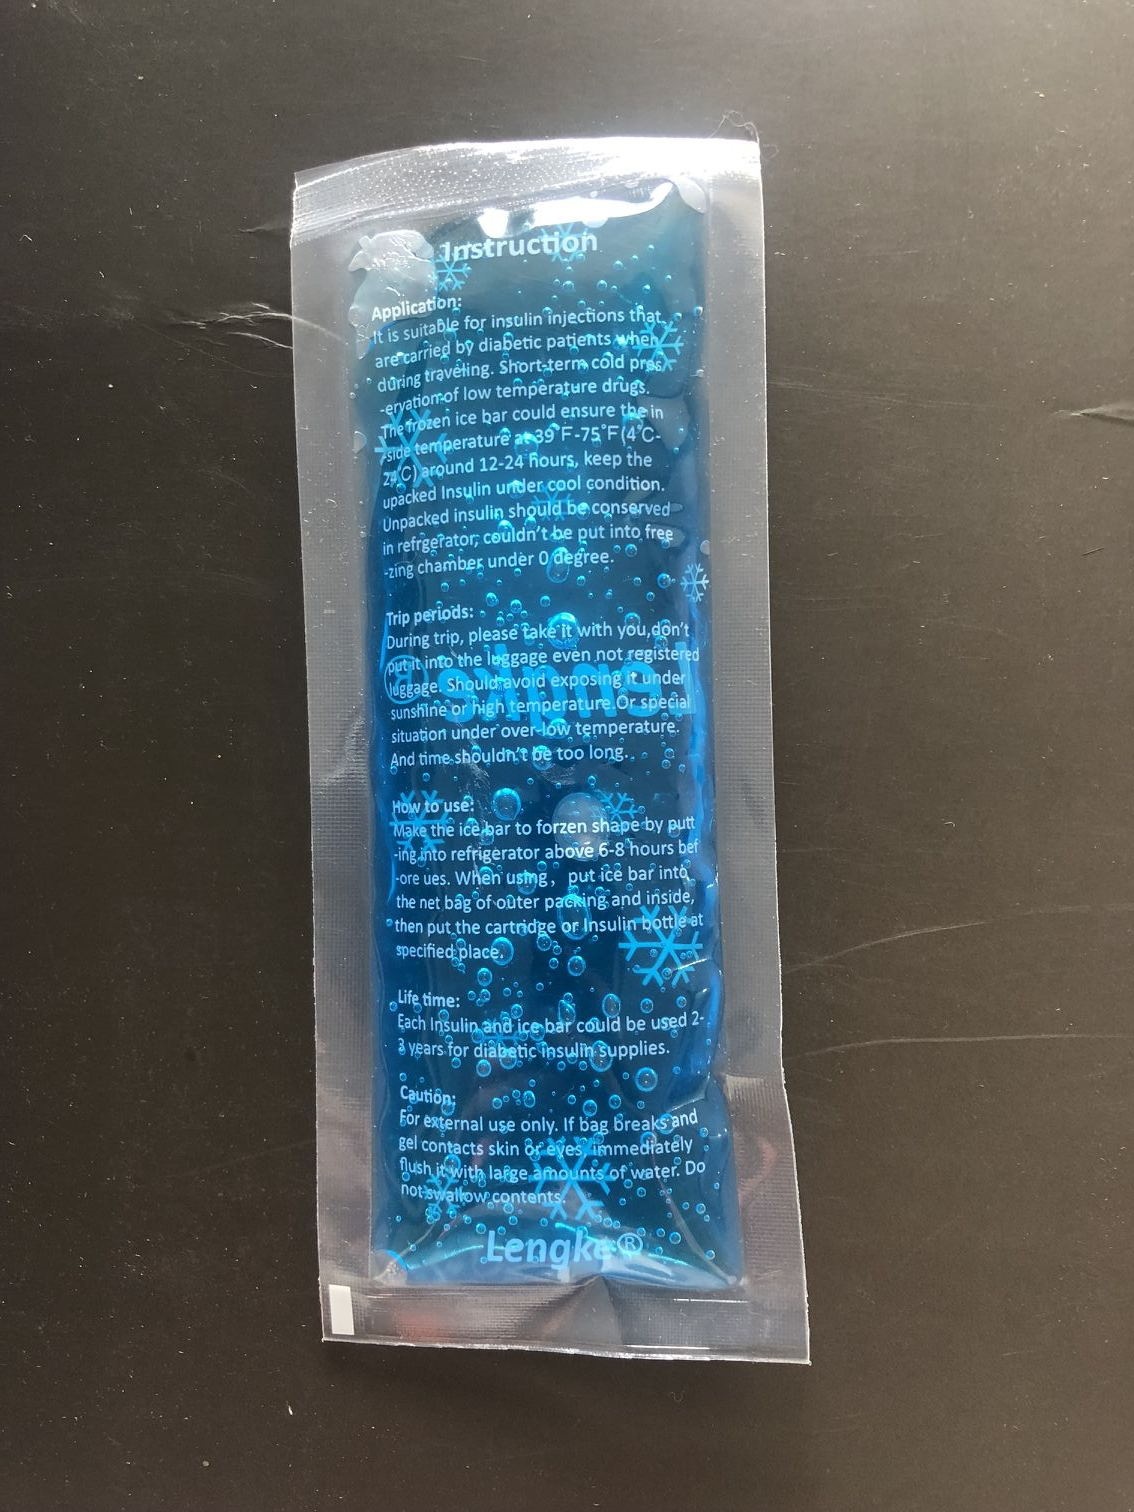 Instruction
Application:
It is suitable for insulin injections that
are carried by diabetic patients when
during traveling. Short-term cold pres
-ervation of low temperature drugs.
The frozen ice bar could ensure the in
-side temperature at 39°F-75°F(4°C-
24°C) around 12-24 hours, keep the
upacked Insulin under cool condition.
Unpacked insulin should be conserved
in refrgerator, couldn't be put into free
-zing chamber under 0 degree.
Trip periods:
During trip, please take it with you,don't
put it into the luggage even not registered
luggage. Should avoid exposing it under
sunshine or high temperature.Or special
situation under over-low temperature.
And time shouldn't be too long.
How to use:
Make the ice bar to forzen shape by putt
-ing into refrigerator above 6-8 hours bef
-ore ues. When using, put ice bar into
the net bag of outer packing and inside,
then put the cartridge or Insulin bottle at
specified place.
Life time:
Each Insulin and ice bar could be used 2-
3 years for diabetic insulin supplies.
Caution:
For external use only. If bag breaks and
gel contacts skin or eyes, immediately
flush it with large amounts of water. Do
not swallow contents.
Lengke®